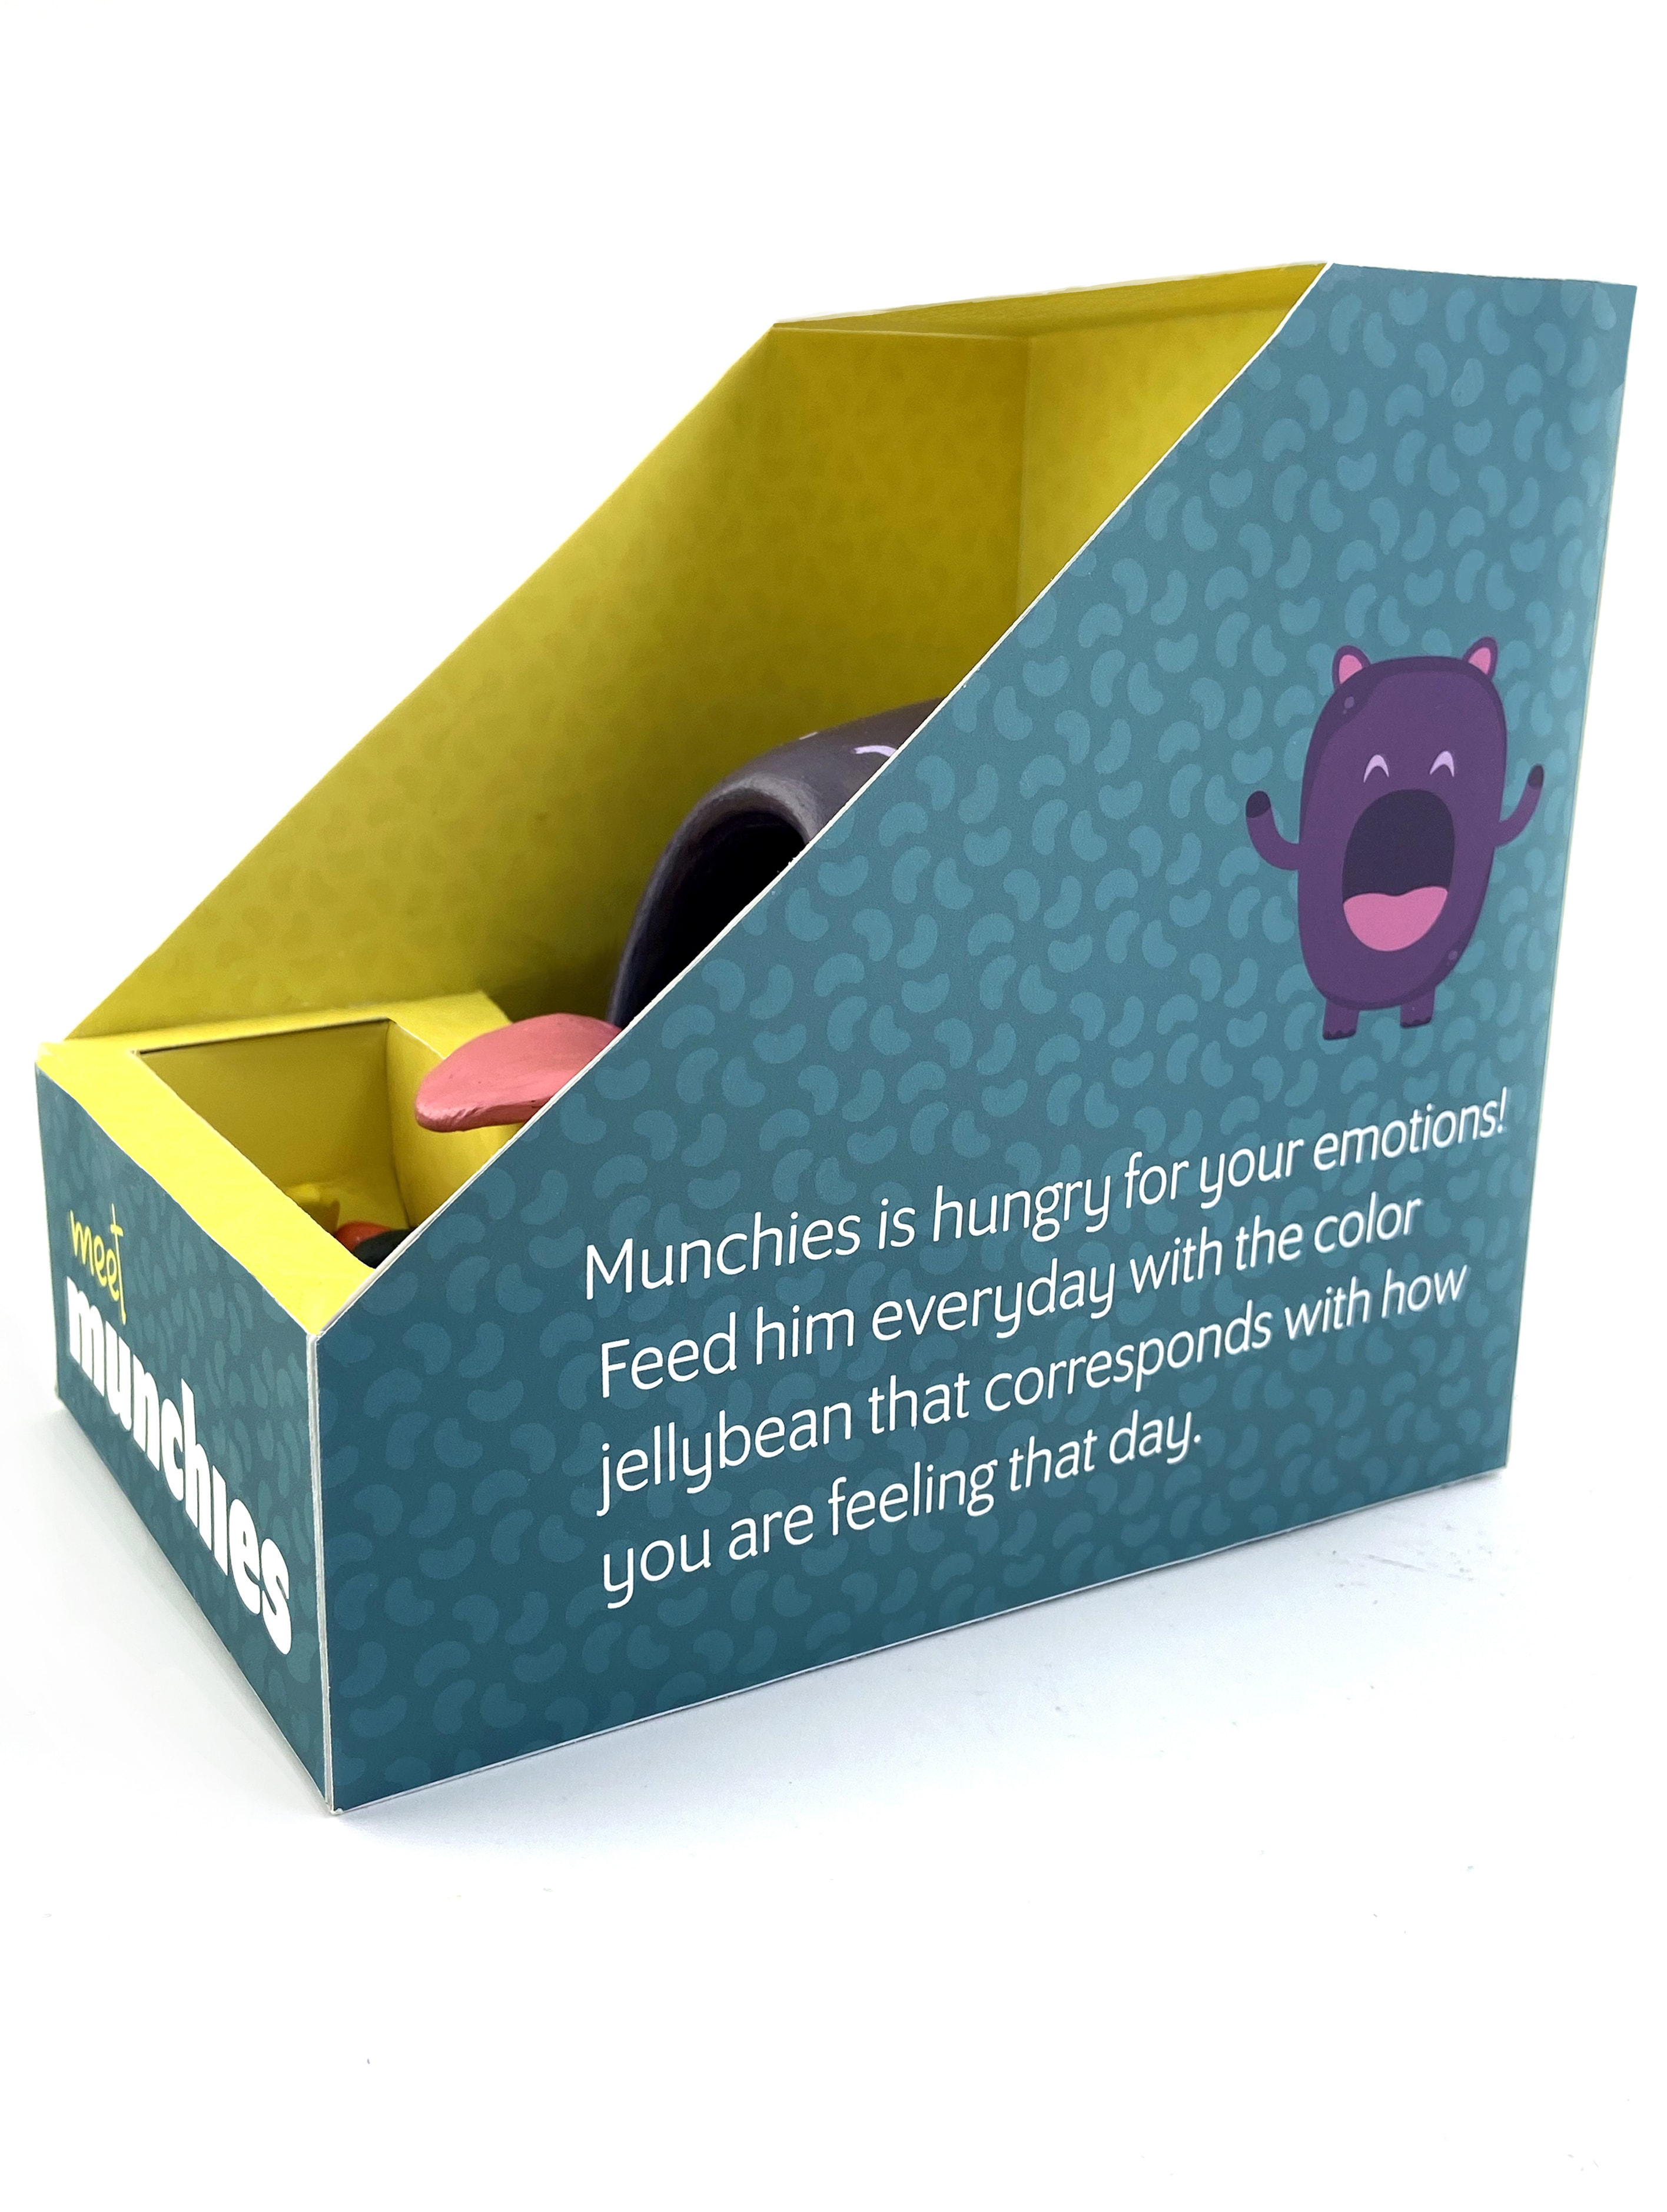 meet
munchies
Munchies is hungry for your emotions!
Feed him everyday with the color
jellybean that corresponds with how
you are feeling that day.